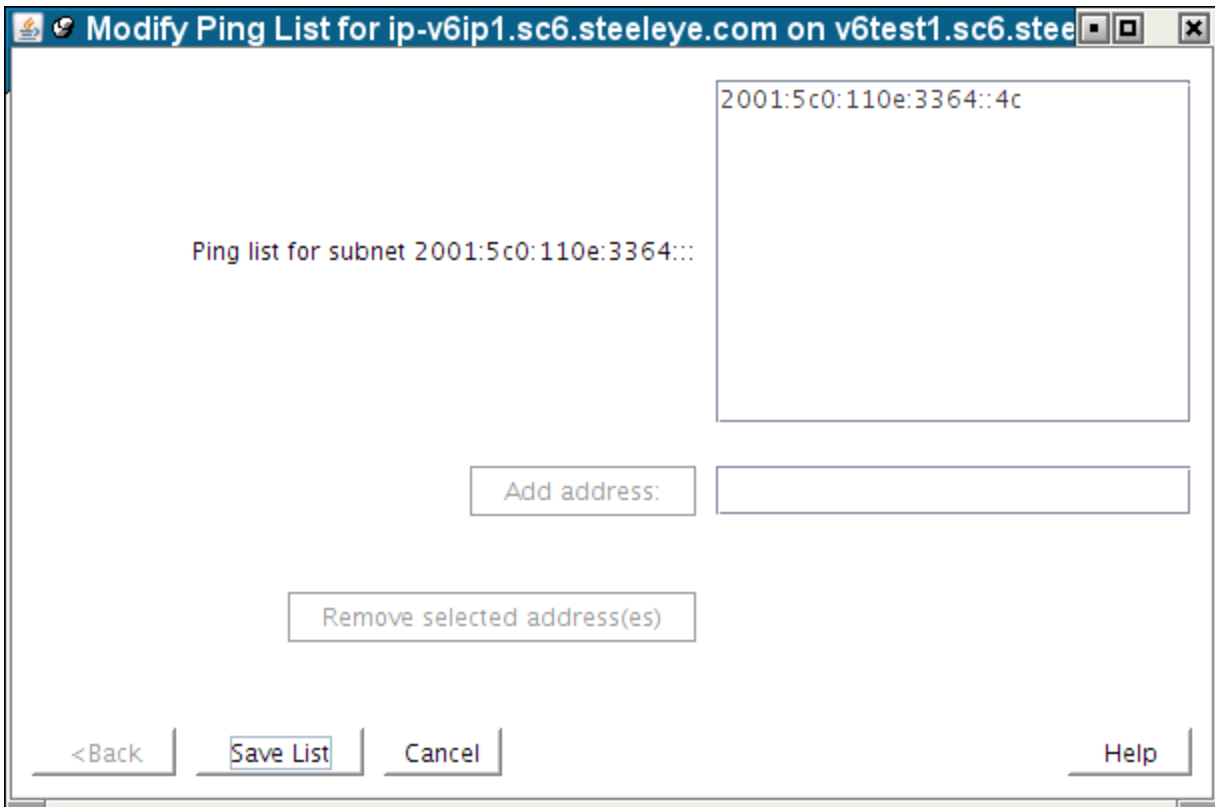 Modify Ping List for ip-v6ip1.sc6.steeleye.com on v6test1.sc6.stee
2001:5c0:110e:3364::4c
Ping list for subnet 2001:5c0:110e:3364:::
Add address:
Remove selected address(es)
<Back Save List Cancel Help